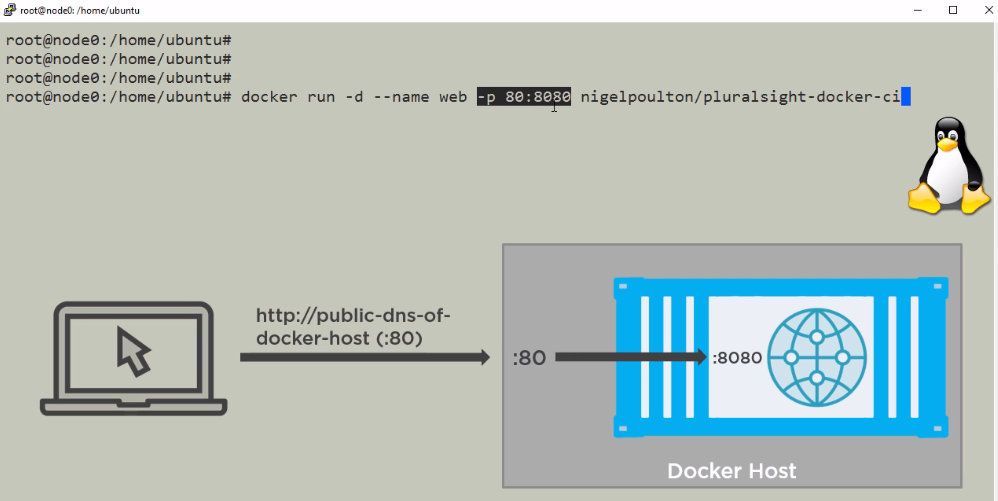 root@node0: /home/ubuntu
root@node0:/home/ubuntu#
root@node0:/home/ubuntu#
root@node0:/home/ubuntu#
root@node0:/home/ubuntu# docker run -d --name web -p 80:8080 nigelpoulton/pluralsight-docker-ci
http://public-dns-of-
docker-host (:80)
:80
:8080
Docker Host